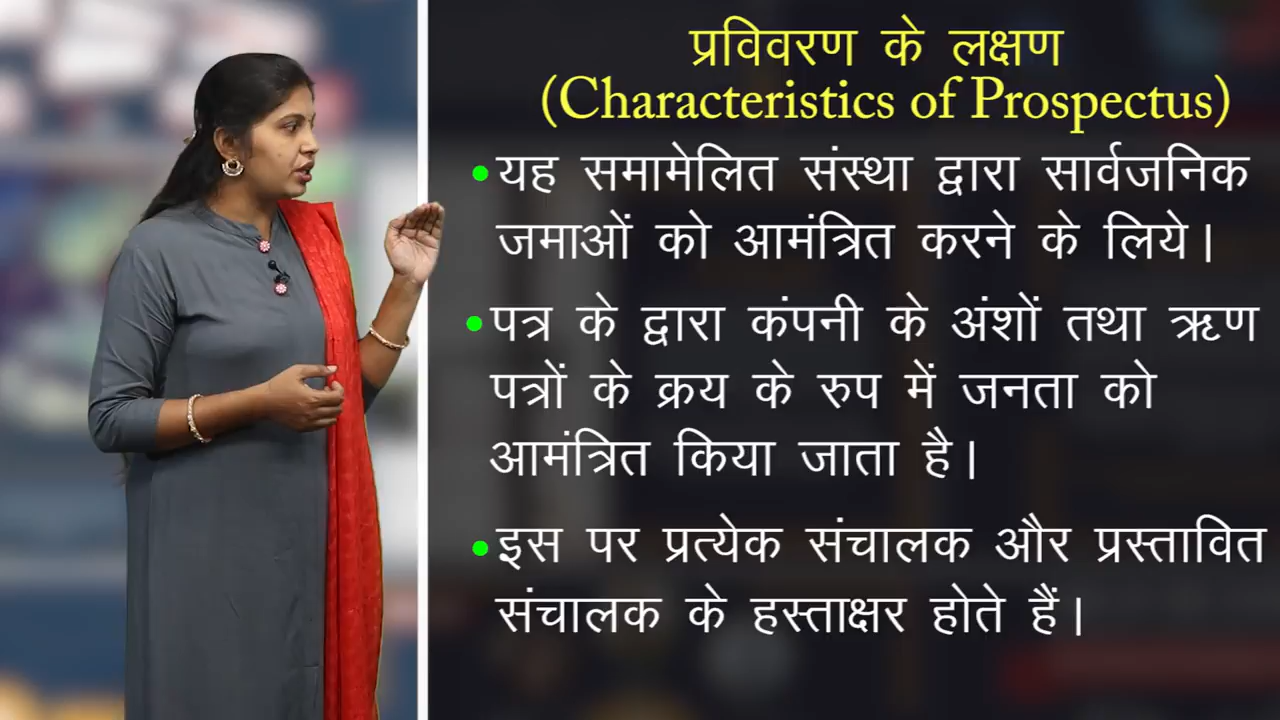 प्रविवरण के लक्षण
(Characteristics of Prospectus)
•यह समामेलित संस्था द्वारा सार्वजनिक
जमाओं को आमंत्रित करने के लिये।
•पत्र के द्वारा कंपनी के अंशों तथा ऋण
पत्रों के क्रय के रुप में जनता को
आमंत्रित किया जाता है।
•इस पर प्रत्येक संचालक और प्रस्तावित
संचालक के हस्ताक्षर होते हैं।